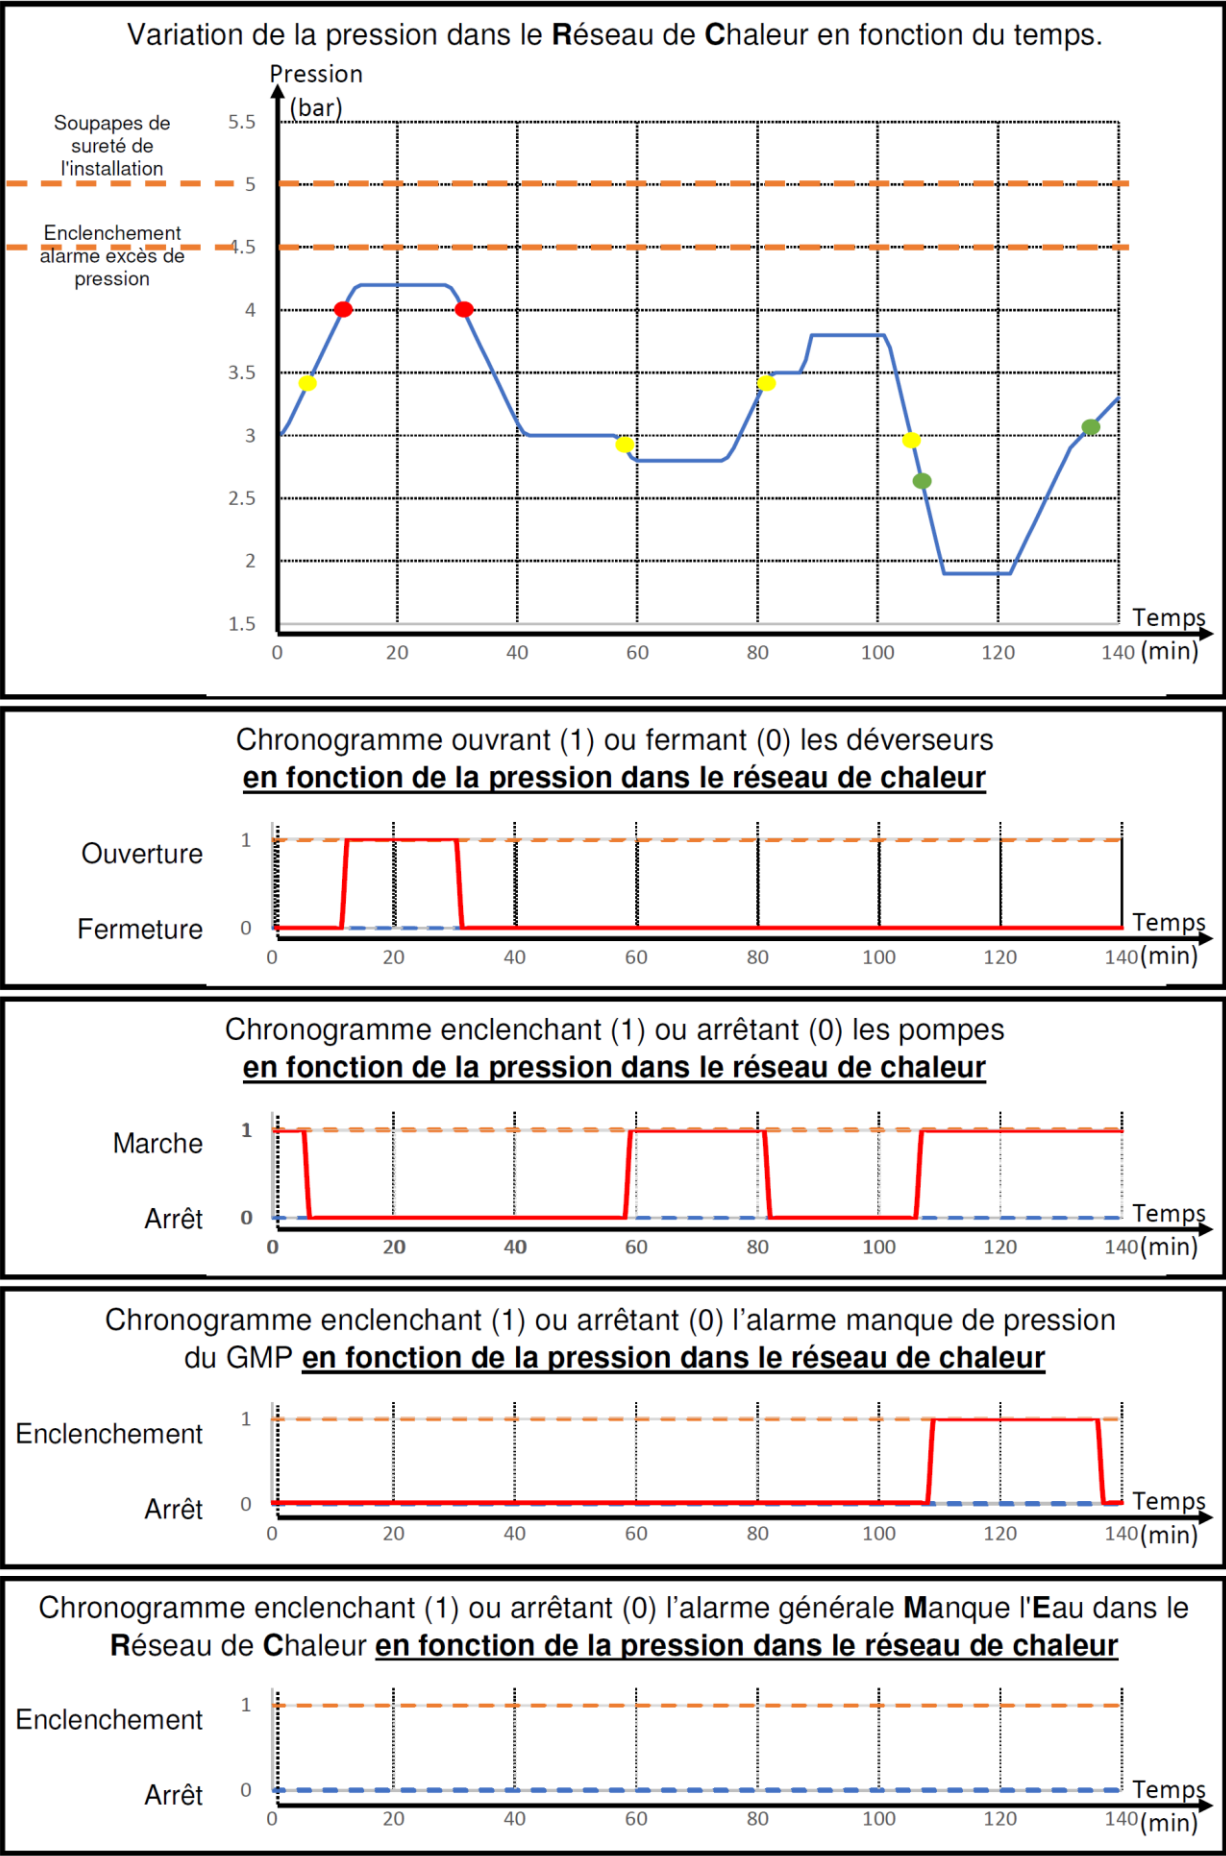 Variation de la pression dans le Réseau de Chaleur en fonction du temps.
Pression
(bar)
Soupapes de
sureté de
l'installation
Enclenchement
alarme excès de
pression
5.5
5
4.5
4
3.5
3
2.5
2
1.5
0 20 40 60 80 100 120 140
Temps
(min)
Chronogramme ouvrant (1) ou fermant (0) les déverseurs
en fonction de la pression dans le réseau de chaleur
Ouverture 1
Fermeture 0
0 20 40 60 80 100 120 140
Temps
(min)
Chronogramme enclenchant (1) ou arrêtant (0) les pompes
en fonction de la pression dans le réseau de chaleur
Marche 1
Arrêt 0
0 20 40 60 80 100 120 140
Temps
(min)
Chronogramme enclenchant (1) ou arrêtant (0) l'alarme manque de pression
du GMP en fonction de la pression dans le réseau de chaleur
Enclenchement 1
Arrêt 0
0 20 40 60 80 100 120 140
Temps
(min)
Chronogramme enclenchant (1) ou arrêtant (0) l'alarme générale Manque l'Eau dans le
Réseau de Chaleur en fonction de la pression dans le réseau de chaleur
Enclenchement 1
Arrêt 0
0 20 40 60 80 100 120 140
Temps
(min)